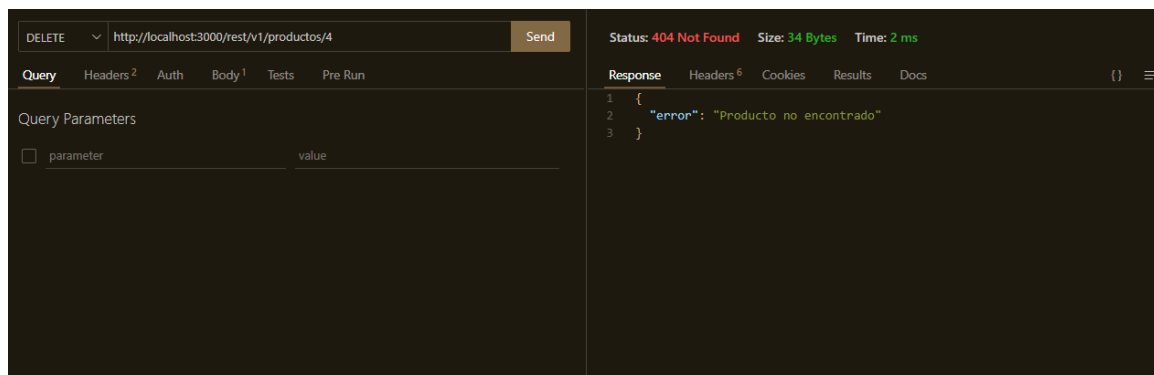 DELETE http://localhost:3000/rest/v1/productos/4 Send
Query Headers 2 Auth Body 1 Tests Pre Run
Query Parameters
parameter value
Status: 404 Not Found Size: 34 Bytes Time: 2 ms
Response Headers 6 Cookies Results Docs {}
1 {
2 "error": "Producto no encontrado"
3 }